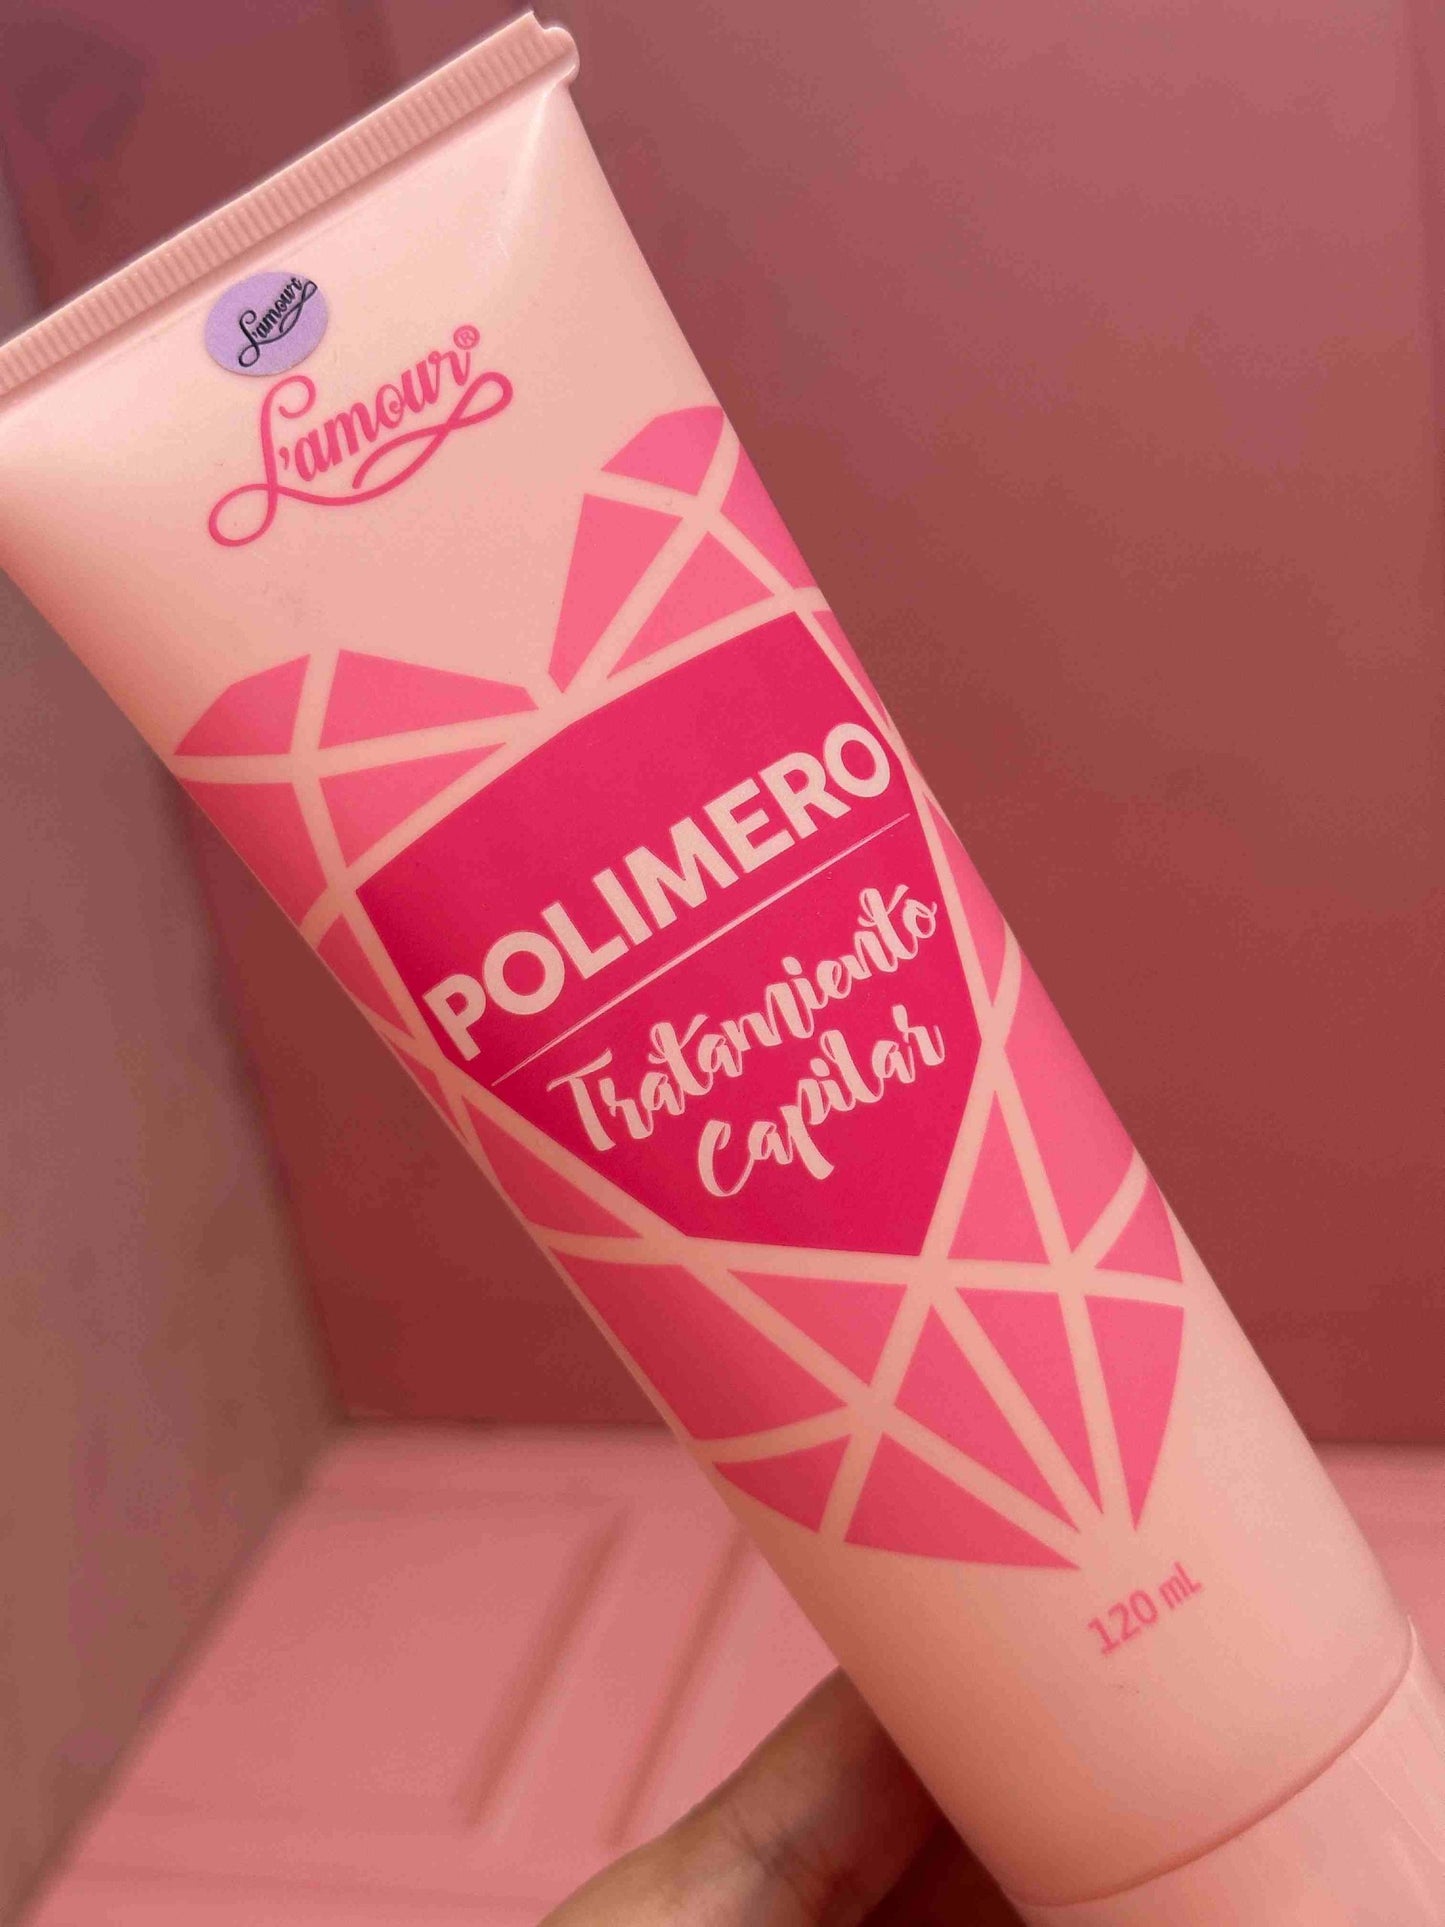 L'amour
L'amour®
POLIMERO
Tratamiento
Capilar
120 mL